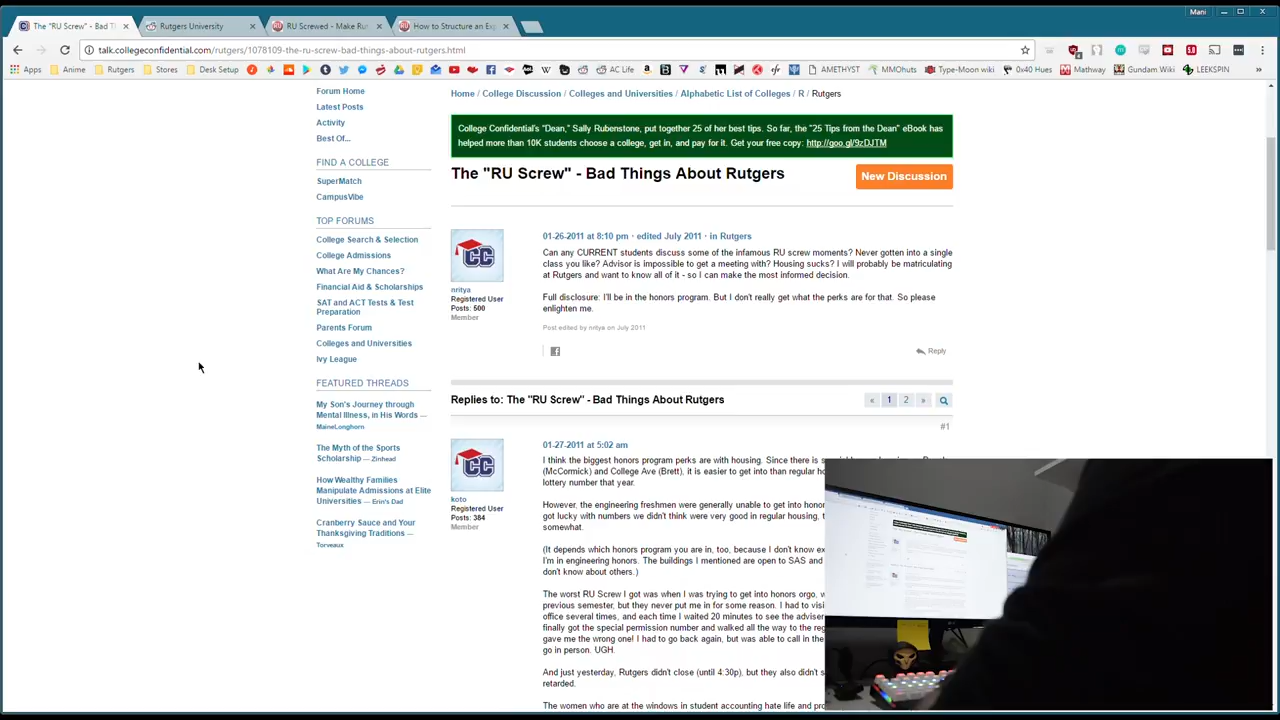 Mani
The "RU Screw" - Bad T
Rutgers University
RU Screwed - Make Ru
How to Structure an Exp
talk.collegeconfidential.com/rutgers/1078109-the-ru-screw-bad-things-about-rutgers.html
Apps Anime Rutgers Stores Desk Setup AC Life AMETHYST MMOhuts Type-Moon wiki 0x40 Hues Mathway Gundam Wiki LEEKSPIN
Forum Home
Latest Posts
Activity
Best Of...
FIND A COLLEGE
SuperMatch
CampusVibe
TOP FORUMS
College Search & Selection
College Admissions
What Are My Chances?
Financial Aid & Scholarships
SAT and ACT Tests & Test
Preparation
Parents Forum
Colleges and Universities
Ivy League
FEATURED THREADS
My Son's Journey through
Mental Illness, in His Words —
MaineLonghorn
The Myth of the Sports
Scholarship — Zinhead
How Wealthy Families
Manipulate Admissions at Elite
Universities — Erin's Dad
Cranberry Sauce and Your
Thanksgiving Traditions —
Torveaux
Home / College Discussion / Colleges and Universities / Alphabetic List of Colleges / R / Rutgers
College Confidential's "Dean," Sally Rubenstone, put together 25 of her best tips. So far, the "25 Tips from the Dean" eBook has
helped more than 10K students choose a college, get in, and pay for it. Get your free copy: http://goo.gl/9zDJTM
The "RU Screw" - Bad Things About Rutgers
New Discussion
CC
nritya
Registered User
Posts: 500
Member
01-26-2011 at 8:10 pm · edited July 2011 · in Rutgers
Can any CURRENT students discuss some of the infamous RU screw moments? Never gotten into a single
class you like? Advisor is impossible to get a meeting with? Housing sucks? I will probably be matriculating
at Rutgers and want to know all of it - so I can make the most informed decision.
Full disclosure: I'll be in the honors program. But I don't really get what the perks are for that. So please
enlighten me.
Post edited by nritya on July 2011
Reply
Replies to: The "RU Screw" - Bad Things About Rutgers
« 1 2 »
#1
CC
koto
Registered User
Posts: 384
Member
01-27-2011 at 5:02 am
I think the biggest honors program perks are with housing. Since there is
(McCormick) and College Ave (Brett), it is easier to get into than regular ho
lottery number that year.
However, the engineering freshmen were generally unable to get into honor
got lucky with numbers we didn't think were very good in regular housing, t
somewhat.
(It depends which honors program you are in, too, because I don't know ex
I'm in engineering honors. The buildings I mentioned are open to SAS and
don't know about others.)
The worst RU Screw I got was when I was trying to get into honors orgo, w
previous semester, but they never put me in for some reason. I had to visi
office several times, and each time I waited 20 minutes to see the adviser
finally got the special permission number and walked all the way to the reg
gave me the wrong one! I had to go back again, but was able to call in the
go in person. UGH.
And just yesterday, Rutgers didn't close (until 4:30p), but they also didn't s
retarded.
The women who are at the windows in student accounting hate life and pro